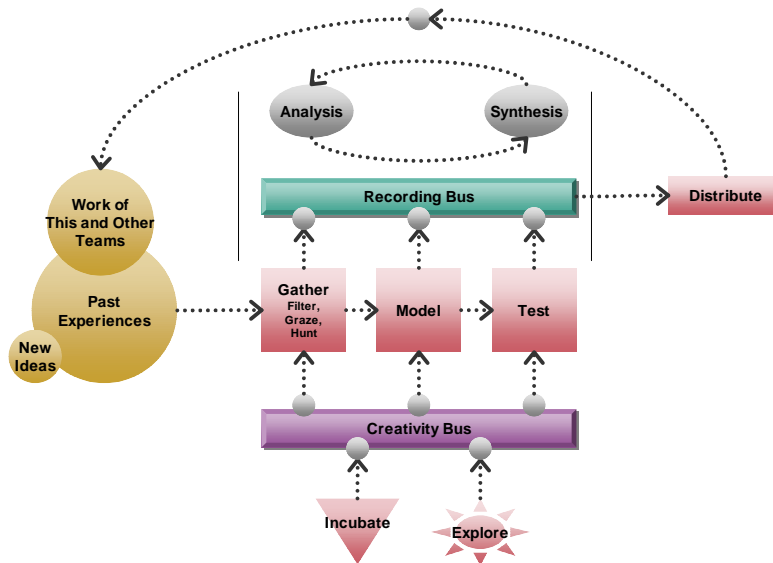 Analysis
Synthesis
Recording Bus
Distribute
Work of
This and Other
Teams
Past
Experiences
New
Ideas
Gather
Filter,
Graze,
Hunt
Model
Test
Creativity Bus
Incubate
Explore